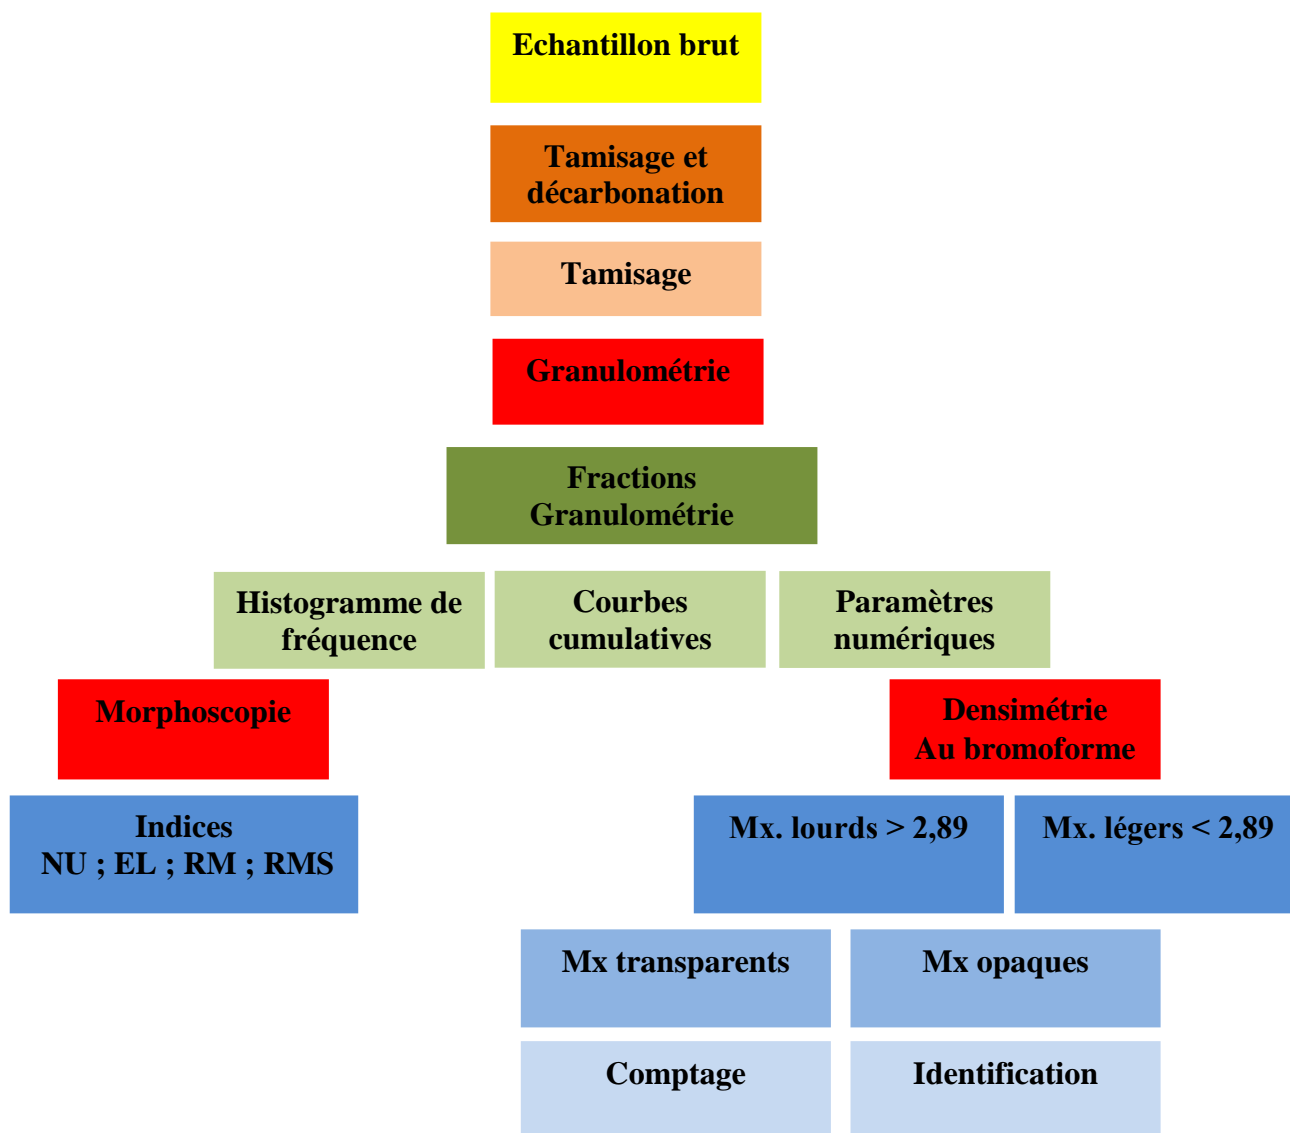 Echantillon brut
Tamisage et
décarbonation
Tamisage
Granulométrie
Fractions
Granulométrie
Histogramme de
fréquence
Courbes
cumulatives
Paramètres
numériques
Morphoscopie
Densimétrie
Au bromoforme
Indices
NU ; EL ; RM ; RMS
Mx. lourds > 2,89
Mx. légers < 2,89
Mx transparents
Mx opaques
Comptage
Identification